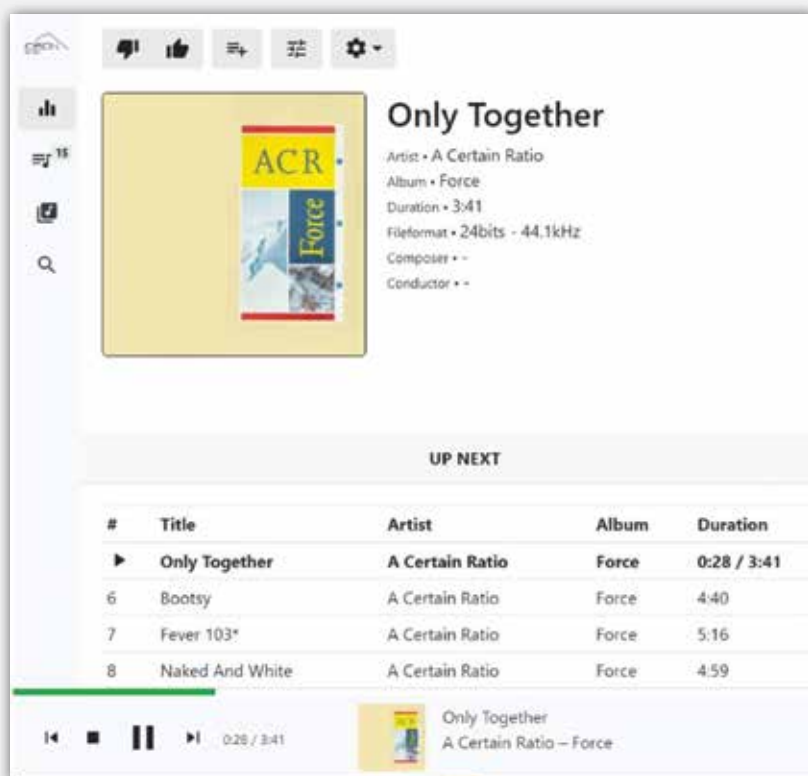 15
ACR
Force
Only Together
Artist • A Certain Ratio
Album • Force
Duration • 3:41
Fileformat • 24bits - 44.1kHz
Composer • -
Conductor • -
UP NEXT
# Title Artist Album Duration
Only Together A Certain Ratio Force 0:28 / 3:41
6 Bootsy A Certain Ratio Force 4:40
7 Fever 103* A Certain Ratio Force 5:16
8 Naked And White A Certain Ratio Force 4:59
0:28 / 3:41
ACR
Only Together
A Certain Ratio – Force